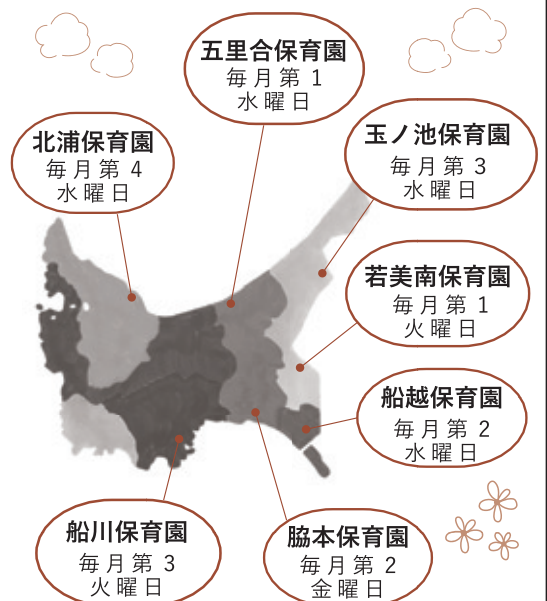 五里合保育園
毎月第1
水曜日
北浦保育園
毎月第4
水曜日
玉ノ池保育園
毎月第3
水曜日
若美南保育園
毎月第1
火曜日
船越保育園
毎月第2
水曜日
船川保育園
毎月第3
火曜日
脇本保育園
毎月第2
金曜日